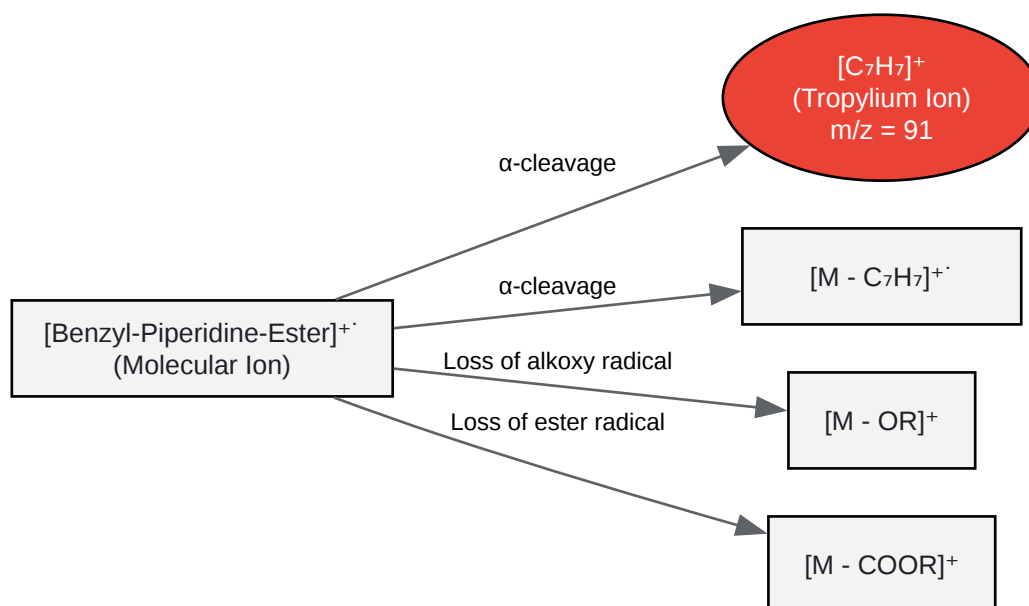 [C₇H₇]⁺
(Tropylium Ion)
m/z = 91
α-cleavage
[M - C₇H₇]⁺˙
α-cleavage
[Benzyl-Piperidine-Ester]⁺˙
(Molecular Ion)
Loss of alkoxy radical
[M - OR]⁺
Loss of ester radical
[M - COOR]⁺